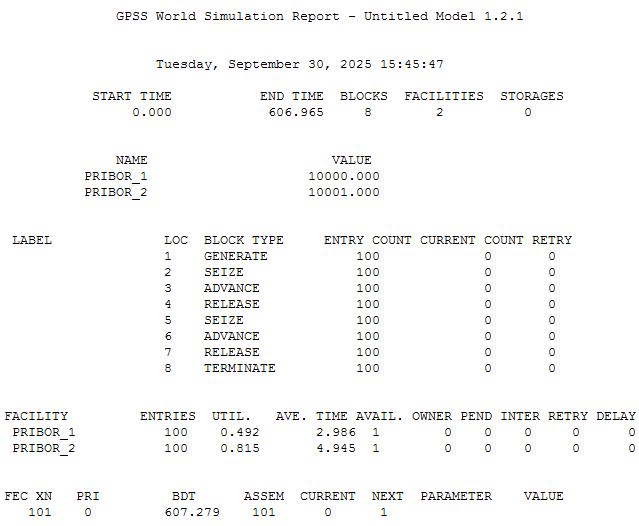 GPSS World Simulation Report - Untitled Model 1.2.1
Tuesday, September 30, 2025 15:45:47
START TIME END TIME BLOCKS FACILITIES STORAGES
0.000 606.965 8 2 0
NAME VALUE
PRIBOR_1 10000.000
PRIBOR_2 10001.000
LABEL LOC BLOCK TYPE ENTRY COUNT CURRENT COUNT RETRY
1 GENERATE 100 0 0
2 SEIZE 100 0 0
3 ADVANCE 100 0 0
4 RELEASE 100 0 0
5 SEIZE 100 0 0
6 ADVANCE 100 0 0
7 RELEASE 100 0 0
8 TERMINATE 100 0 0
FACILITY ENTRIES UTIL. AVE. TIME AVAIL. OWNER PEND INTER RETRY DELAY
PRIBOR_1 100 0.492 2.986 1 0 0 0 0 0
PRIBOR_2 100 0.815 4.945 1 0 0 0 0 0
FEC XN PRI BDT ASSEM CURRENT NEXT PARAMETER VALUE
101 0 607.279 101 0 1